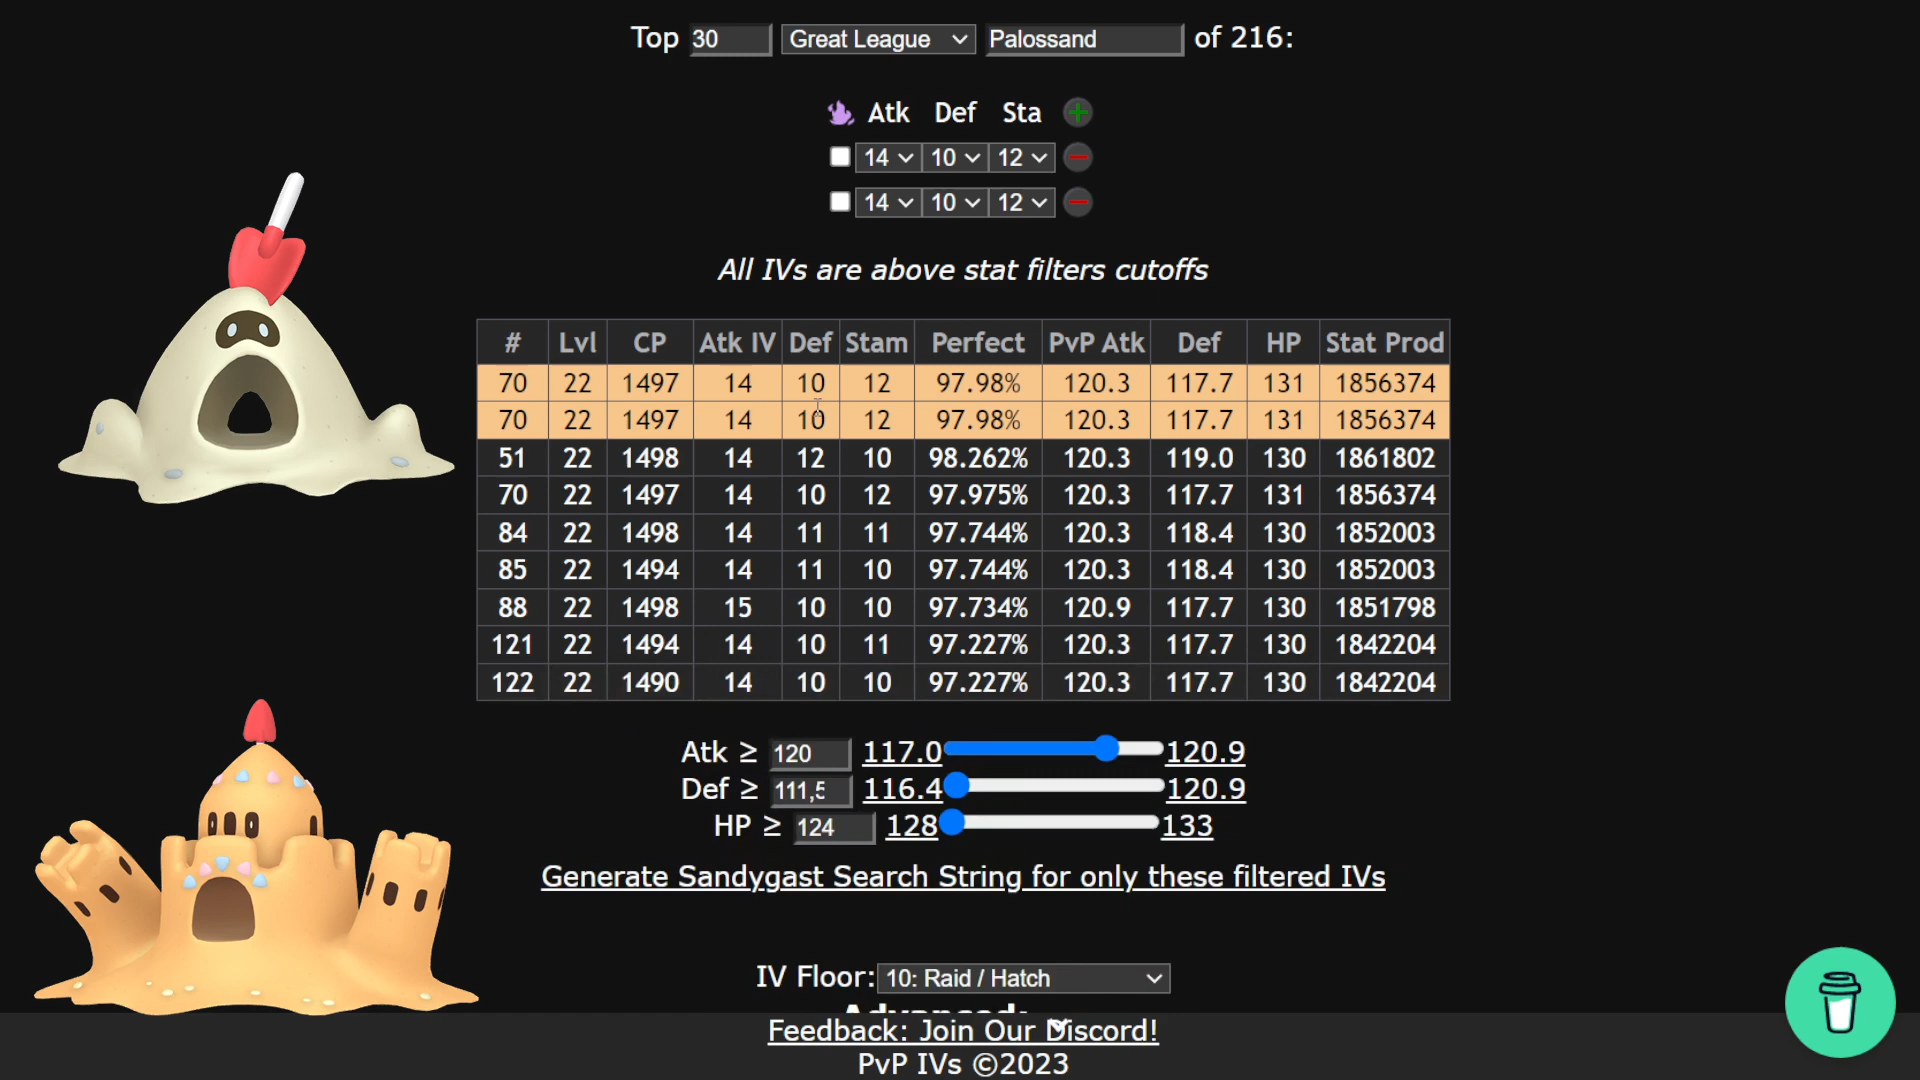 Top 30 Great League Palossand of 216:
Atk Def Sta
14 10 12
14 10 12
All IVs are above stat filters cutoffs
# Lvl CP Atk IV Def Stam Perfect PvP Atk Def HP Stat Prod
70 22 1497 14 10 12 97.98% 120.3 117.7 131 1856374
70 22 1497 14 10 12 97.98% 120.3 117.7 131 1856374
51 22 1498 14 12 10 98.262% 120.3 119.0 130 1861802
70 22 1497 14 10 12 97.975% 120.3 117.7 131 1856374
84 22 1498 14 11 11 97.744% 120.3 118.4 130 1852003
85 22 1494 14 11 10 97.744% 120.3 118.4 130 1852003
88 22 1498 15 10 10 97.734% 120.9 117.7 130 1851798
121 22 1494 14 10 11 97.227% 120.3 117.7 130 1842204
122 22 1490 14 10 10 97.227% 120.3 117.7 130 1842204
Atk ≥ 120 117.0 120.9
Def ≥ 111,5 116.4 120.9
HP ≥ 124 128 133
Generate Sandygast Search String for only these filtered IVs
IV Floor: 10: Raid / Hatch
Advanced:
Feedback: Join Our Discord!
PvP IVs ©2023